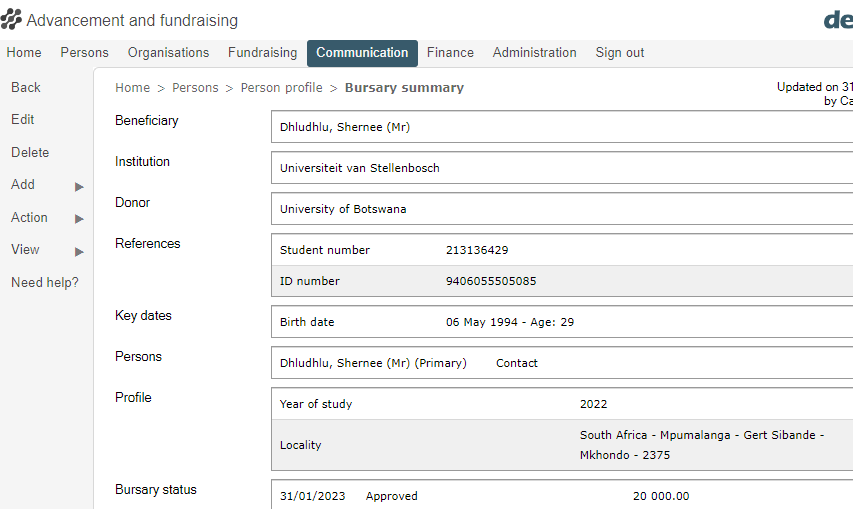 Advancement and fundraising
de
Home Persons Organisations Fundraising Communication Finance Administration Sign out
Back
Edit
Delete
Add
Action
View
Need help?
Home > Persons > Person profile > Bursary summary
Updated on 31
by Ca
Beneficiary
Dhludhlu, Shernee (Mr)
Institution
Universiteit van Stellenbosch
Donor
University of Botswana
References
Student number 213136429
ID number 9406055505085
Key dates
Birth date 06 May 1994 - Age: 29
Persons
Dhludhlu, Shernee (Mr) (Primary) Contact
Profile
Year of study 2022
Locality South Africa - Mpumalanga - Gert Sibande -
Mkhondo - 2375
Bursary status
31/01/2023 Approved 20 000.00